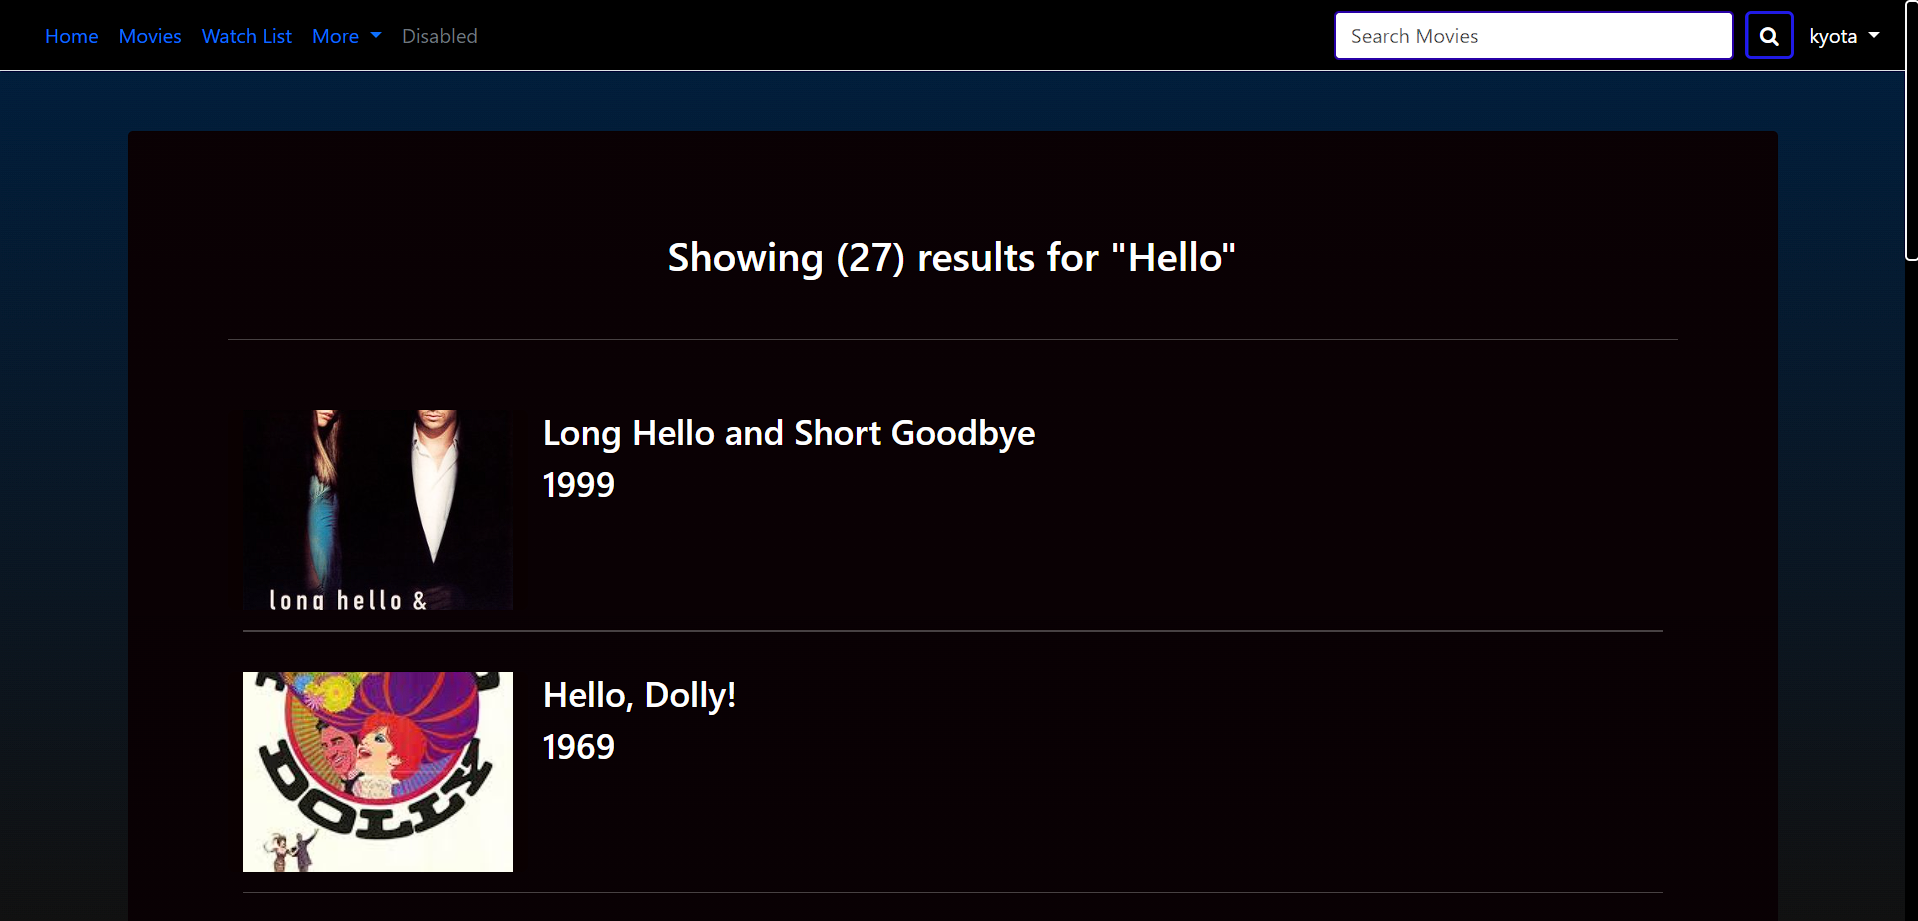 Home Movies Watch List More Disabled Search Movies kyota
Showing (27) results for "Hello"
Long Hello and Short Goodbye
1999
long hello &
Hello, Dolly!
1969
DOLLY